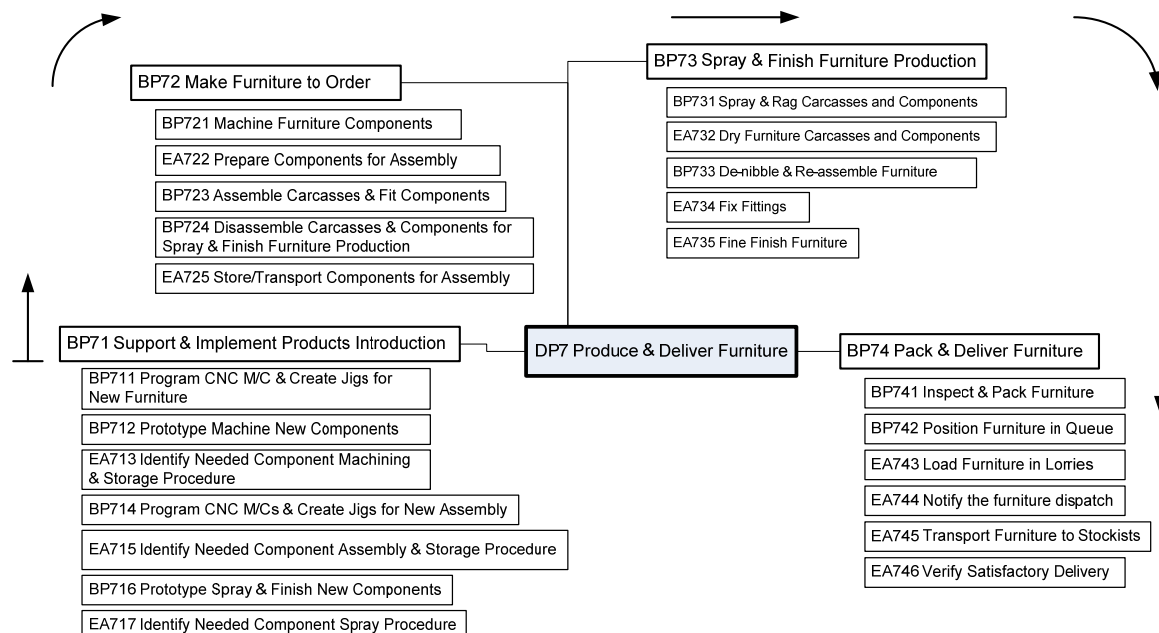 BP72 Make Furniture to Order
BP721 Machine Furniture Components
EA722 Prepare Components for Assembly
BP723 Assemble Carcasses & Fit Components
BP724 Disassemble Carcasses & Components for
Spray & Finish Furniture Production
EA725 Store/Transport Components for Assembly
BP73 Spray & Finish Furniture Production
BP731 Spray & Rag Carcasses and Components
EA732 Dry Furniture Carcasses and Components
BP733 De-nibble & Re-assemble Furniture
EA734 Fix Fittings
EA735 Fine Finish Furniture
BP71 Support & Implement Products Introduction
BP711 Program CNC M/C & Create Jigs for
New Furniture
BP712 Prototype Machine New Components
EA713 Identify Needed Component Machining
& Storage Procedure
BP714 Program CNC M/Cs & Create Jigs for New Assembly
EA715 Identify Needed Component Assembly & Storage Procedure
BP716 Prototype Spray & Finish New Components
EA717 Identify Needed Component Spray Procedure
DP7 Produce & Deliver Furniture
BP74 Pack & Deliver Furniture
BP741 Inspect & Pack Furniture
BP742 Position Furniture in Queue
EA743 Load Furniture in Lorries
EA744 Notify the furniture dispatch
EA745 Transport Furniture to Stockists
EA746 Verify Satisfactory Delivery